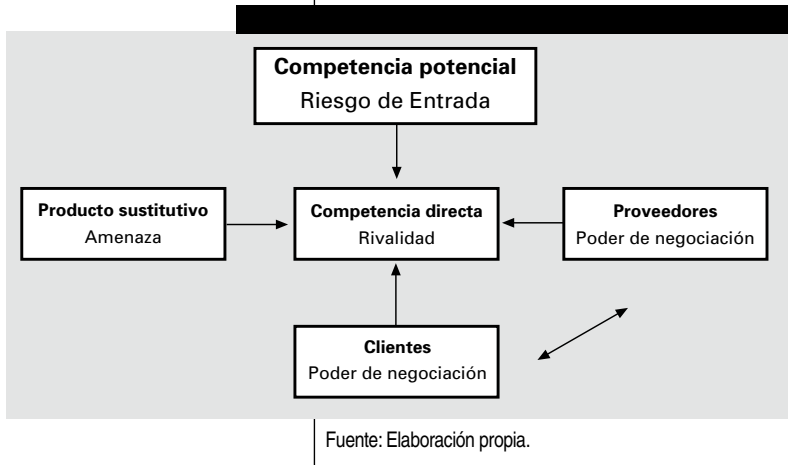 Competencia potencial
Riesgo de Entrada
Producto sustitutivo
Amenaza
Competencia directa
Rivalidad
Proveedores
Poder de negociación
Clientes
Poder de negociación
Fuente: Elaboración propia.